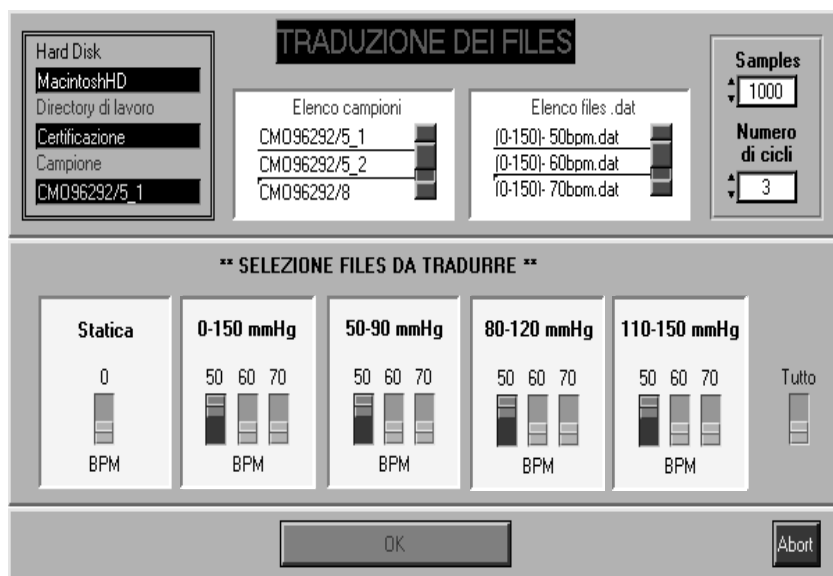 TRADUZIONE DEI FILES
Hard Disk
MacintoshHD
Directory di lavoro
Certificazione
Campione
CMO96292/5_1
Elenco campioni
CMO96292/5_1
CMO96292/5_2
CMO96292/8
Elenco files .dat
(0-150)- 50bpm.dat
(0-150)- 60bpm.dat
(0-150)- 70bpm.dat
Samples
1000
Numero
di cicli
3
** SELEZIONE FILES DA TRADURRE **
Statica
0
BPM
0-150 mmHg
50 60 70
BPM
50-90 mmHg
50 60 70
BPM
80-120 mmHg
50 60 70
BPM
110-150 mmHg
50 60 70
BPM
Tutto
OK
Abort